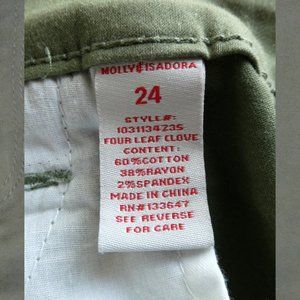 MOLLY & ISADORA
24
STYLE#:
1031134235
FOUR LEAF CLOVE
CONTENT:
60%COTTON
38%RAYON
2%SPANDEX
MADE IN CHINA
RN#133647
SEE REVERSE
FOR CARE